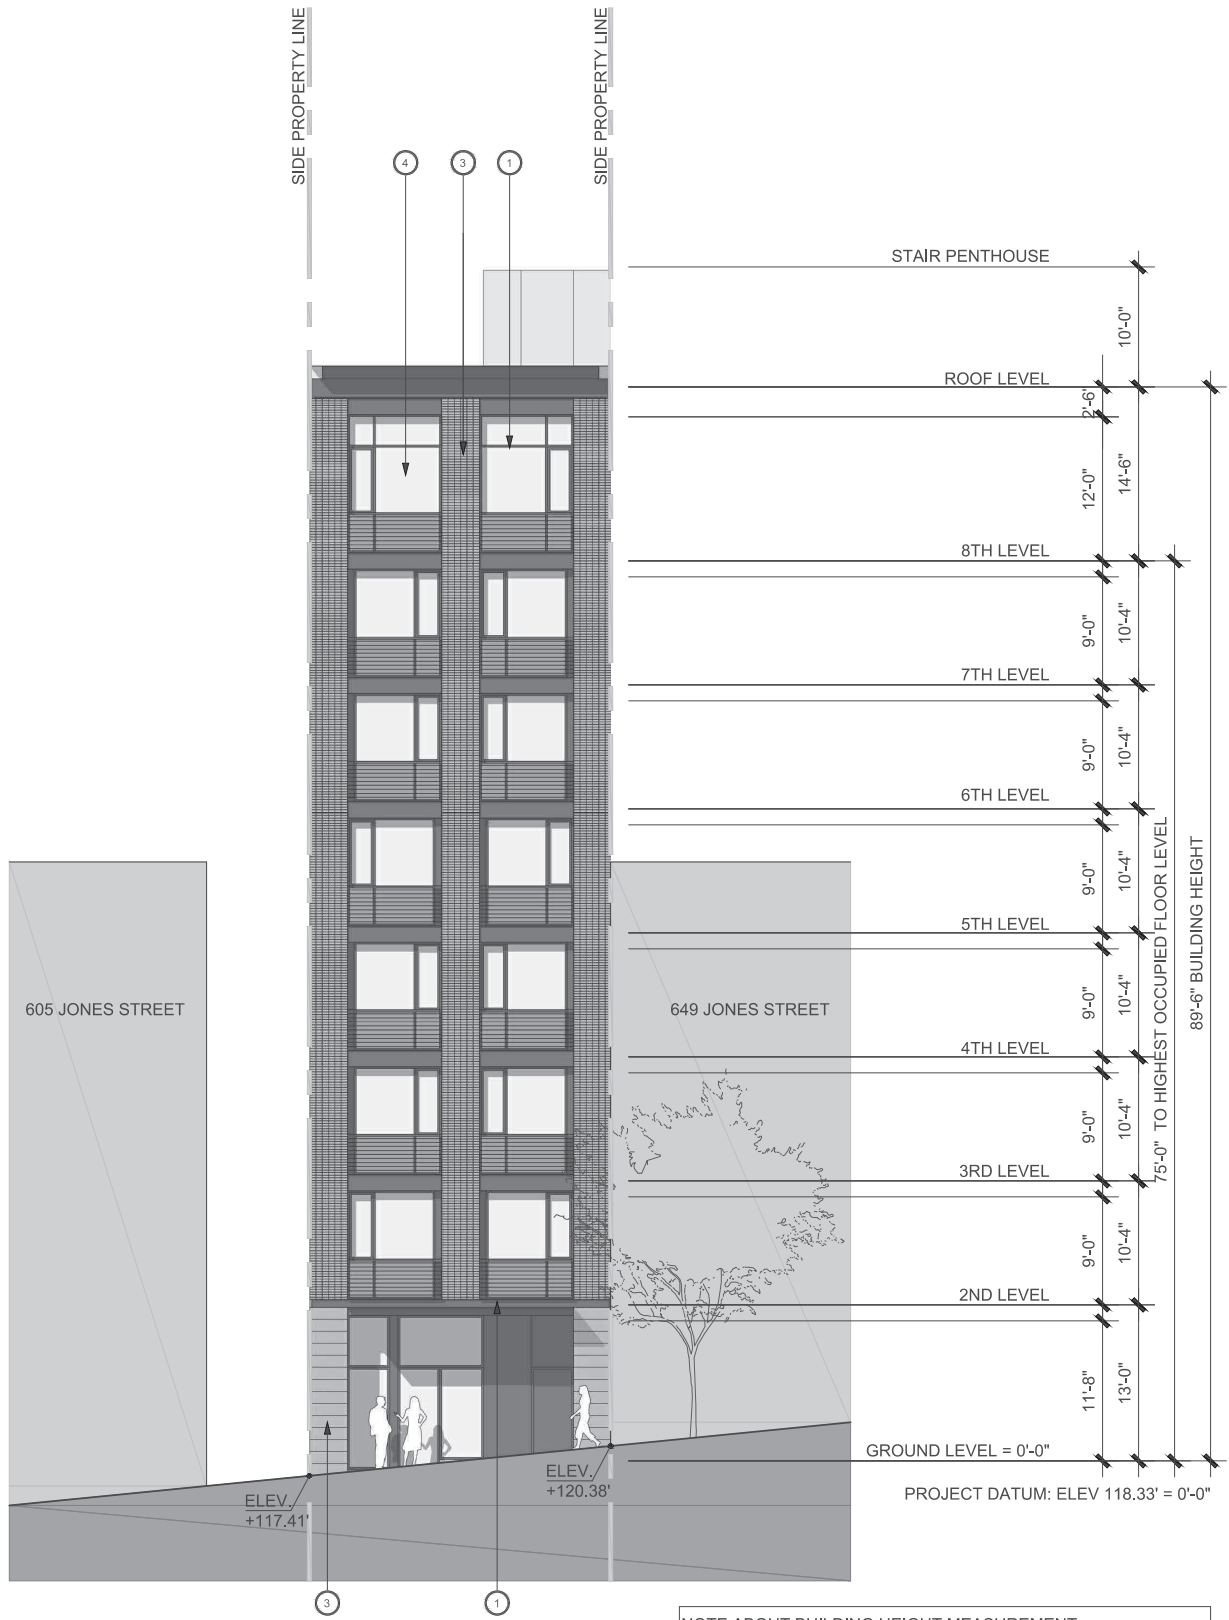 SIDE PROPERTY LINE
SIDE PROPERTY LINE
4
3
1
STAIR PENTHOUSE
10'-0"
ROOF LEVEL
2'-6"
12'-0"
14'-6"
8TH LEVEL
9'-0"
10'-4"
7TH LEVEL
9'-0"
10'-4"
6TH LEVEL
9'-0"
10'-4"
5TH LEVEL
9'-0"
10'-4"
4TH LEVEL
9'-0"
10'-4"
3RD LEVEL
9'-0"
10'-4"
2ND LEVEL
11'-8"
13'-0"
75'-0" TO HIGHEST OCCUPIED FLOOR LEVEL
89'-6" BUILDING HEIGHT
605 JONES STREET
649 JONES STREET
GROUND LEVEL = 0'-0"
PROJECT DATUM: ELEV 118.33' = 0'-0"
ELEV.
+120.38'
ELEV.
+117.41'
3
1
NOTE ABOUT BUILDING HEIGHT MEASUREMENT